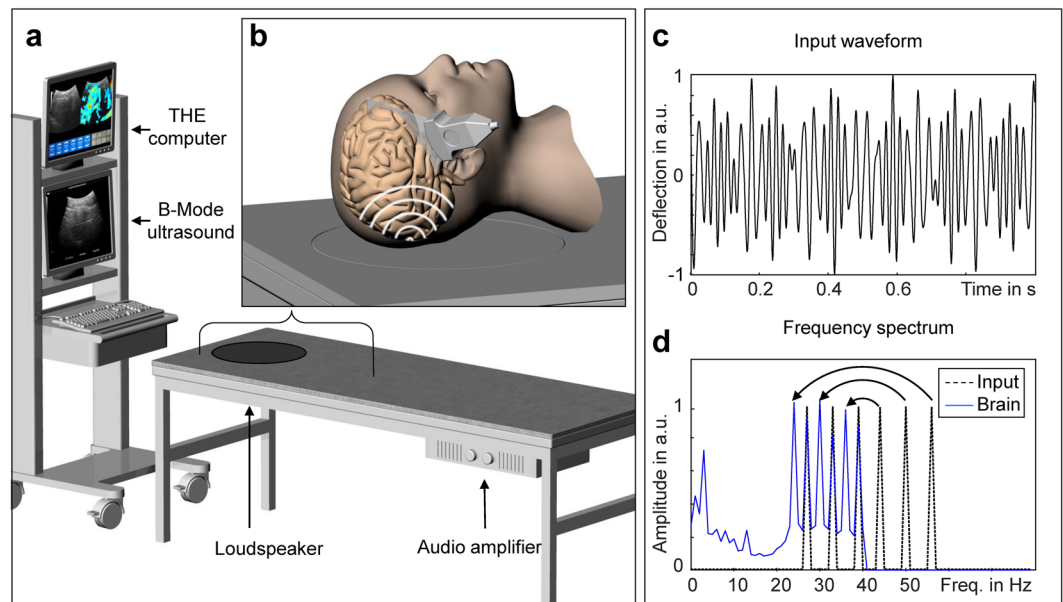 a
THE
computer
B-Mode
ultrasound
Loudspeaker
Audio amplifier
b
c
Input waveform
Deflection in a.u.
1
0
-1
0
0.2
0.4
0.6
Time in s
d
Frequency spectrum
Input
Brain
Amplitude in a.u.
1
0
0
10
20
30
40
50
Freq. in Hz